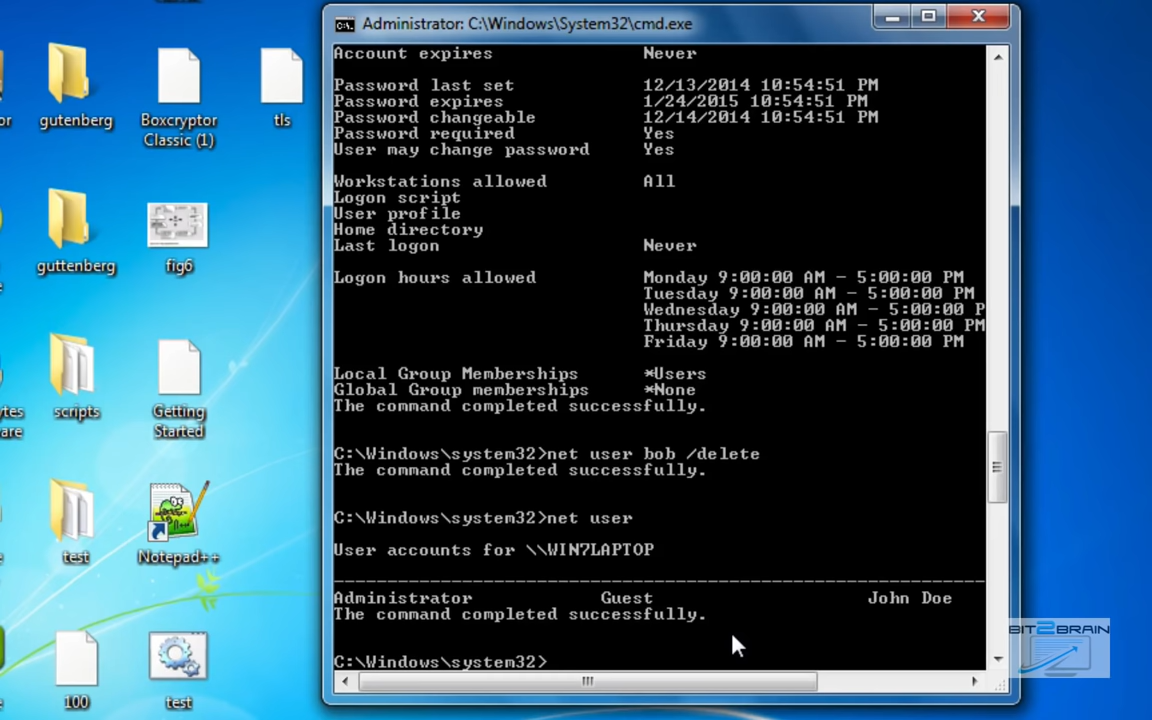 Administrator: C:\Windows\System32\cmd.exe
Account expires Never
Password last set 12/13/2014 10:54:51 PM
Password expires 1/24/2015 10:54:51 PM
Password changeable 12/14/2014 10:54:51 PM
Password required Yes
User may change password Yes
Workstations allowed All
Logon script
User profile
Home directory
Last logon Never
Logon hours allowed Monday 9:00:00 AM - 5:00:00 PM
Tuesday 9:00:00 AM - 5:00:00 PM
Wednesday 9:00:00 AM - 5:00:00 P
Thursday 9:00:00 AM - 5:00:00 PM
Friday 9:00:00 AM - 5:00:00 PM
Local Group Memberships *Users
Global Group memberships *None
The command completed successfully.
C:\Windows\system32>net user bob /delete
The command completed successfully.
C:\Windows\system32>net user
User accounts for \\WIN7LAPTOP
-------------------------------------------------------------
Administrator Guest John Doe
The command completed successfully.
C:\Windows\system32>
or
gutenberg
Boxcryptor
Classic (1)
tls
guttenberg
fig6
ytes
are
scripts
Getting
Started
test
Notepad++
100
test
BIT2BRAIN